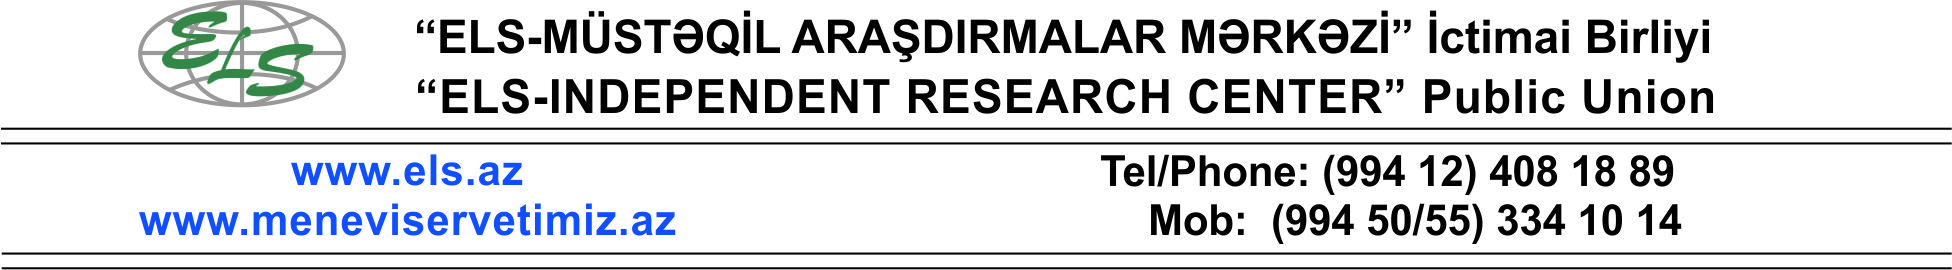 ELS
“ELS-MÜSTƏQİL ARAŞDIRMALAR MƏRKƏZİ” İctimai Birliyi
“ELS-INDEPENDENT RESEARCH CENTER” Public Union
www.els.az
Tel/Phone: (994 12) 408 18 89
www.meneviservetimiz.az
Mob: (994 50/55) 334 10 14